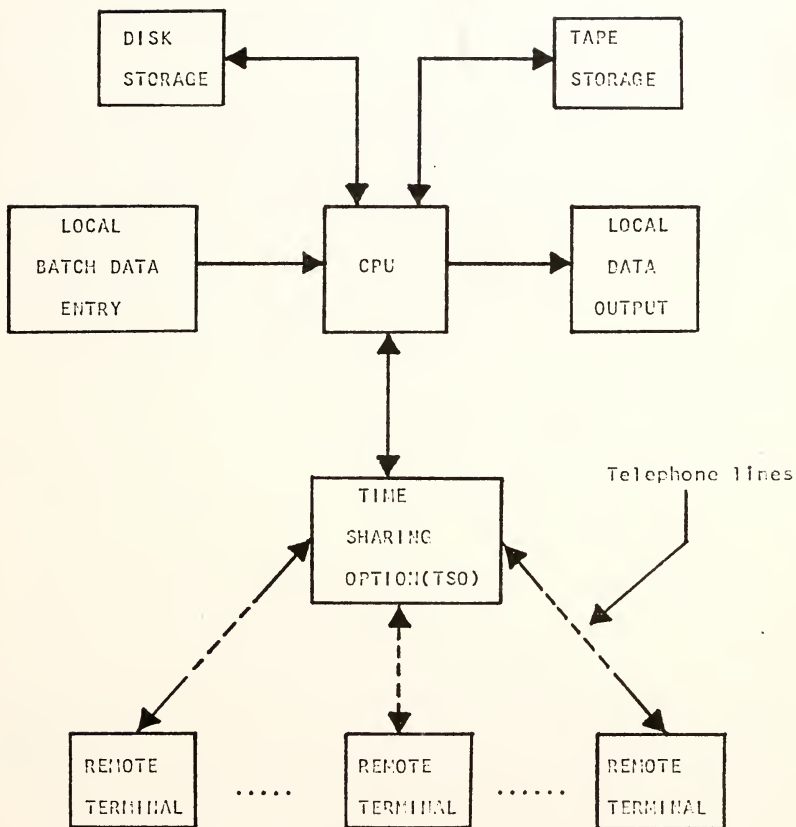 DISK
STORAGE
TAPE
STORAGE
LOCAL
BATCH DATA
ENTRY
CPU
LOCAL
DATA
OUTPUT
TIME
SHARING
OPTION(TSO)
Telephone lines
REMOTE
TERMINAL
.....
REMOTE
TERMINAL
......
REMOTE
TERMINAL